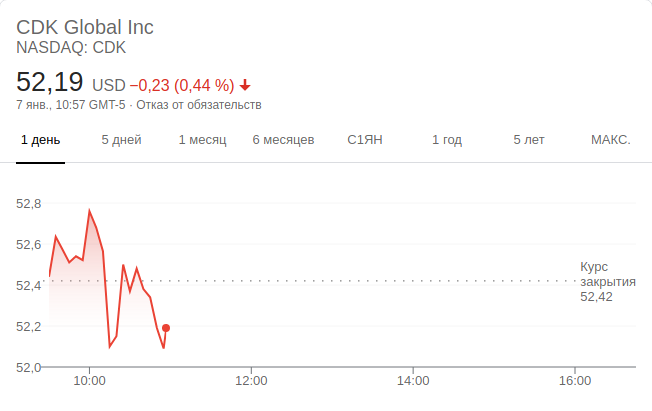 CDK Global Inc
NASDAQ: CDK
52,19 USD −0,23 (0,44 %)
7 янв., 10:57 GMT-5 · Отказ от обязательств
1 день 5 дней 1 месяц 6 месяцев С1ЯН 1 год 5 лет МАКС.
52,8
52,6
52,4
52,2
52,0
Курс
закрытия
52,42
10:00 12:00 14:00 16:00